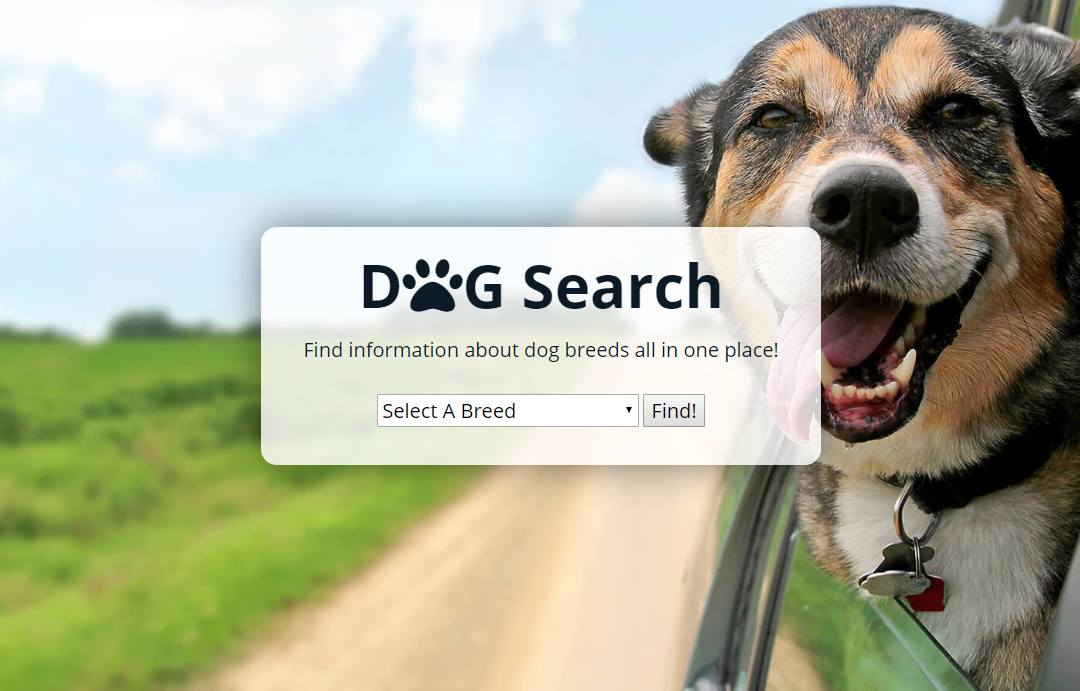 DOG Search
Find information about dog breeds all in one place!
Select A Breed
Find!